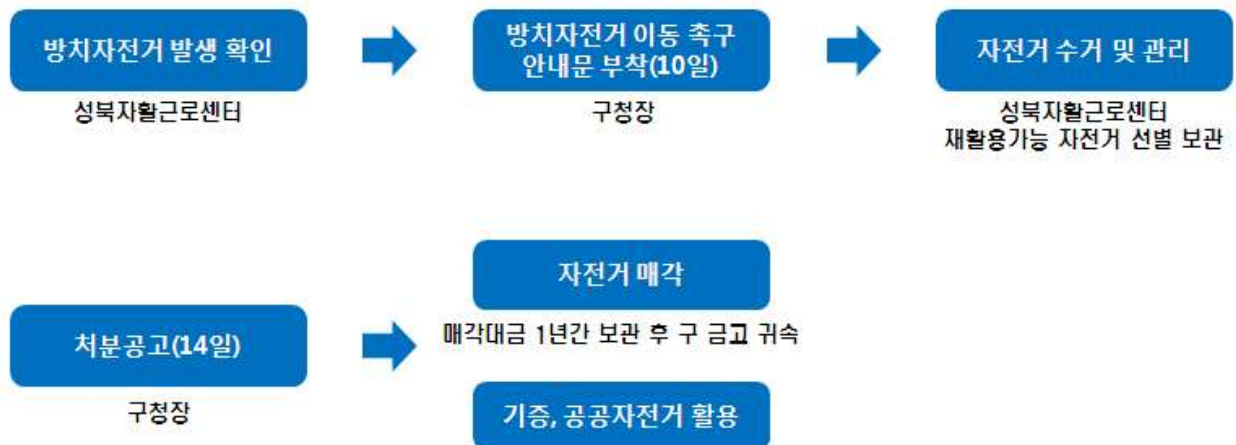 방치자전거 발생 확인
성북자활근로센터
방치자전거 이동 촉구
안내문 부착(10일)
구청장
자전거 수거 및 관리
성북자활근로센터
재활용가능 자전거 선별 보관
처분공고(14일)
구청장
자전거 매각
매각대금 1년간 보관 후 구 금고 귀속
기증, 공공자전거 활용